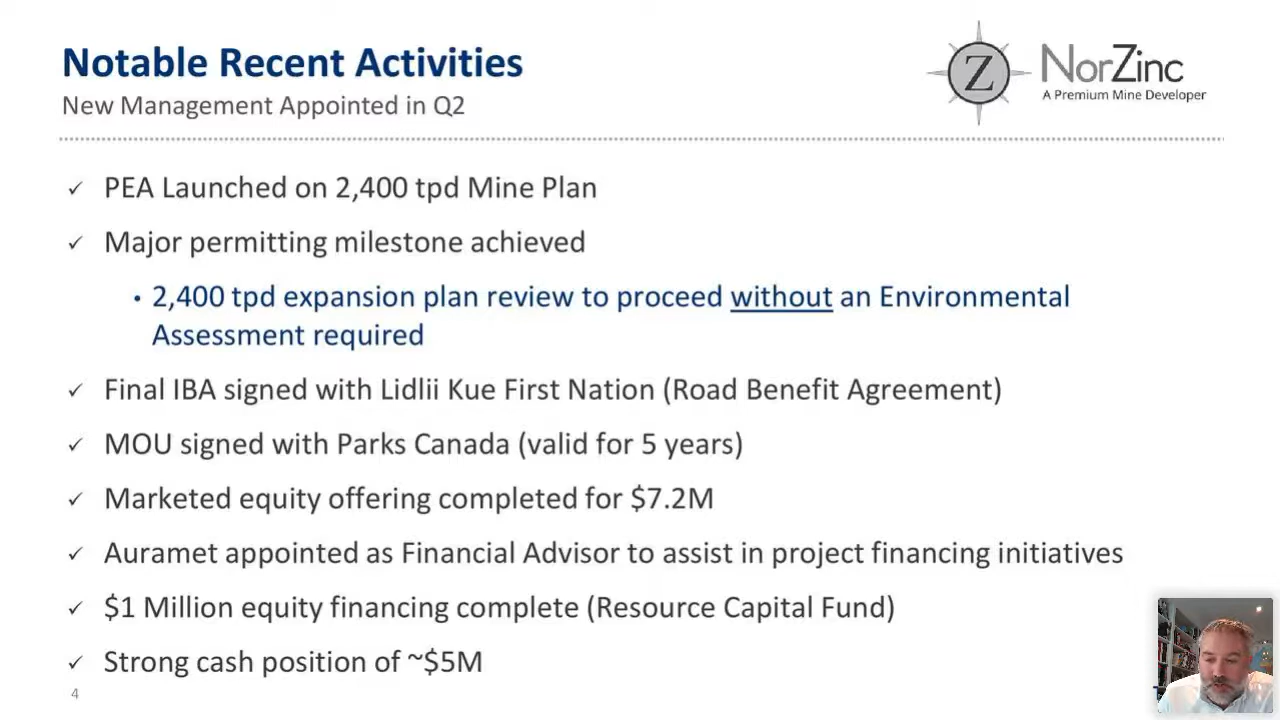 Notable Recent Activities
New Management Appointed in Q2
Z
NorZinc
A Premium Mine Developer
✓ PEA Launched on 2,400 tpd Mine Plan
✓ Major permitting milestone achieved
• 2,400 tpd expansion plan review to proceed without an Environmental
Assessment required
✓ Final IBA signed with Lidlii Kue First Nation (Road Benefit Agreement)
✓ MOU signed with Parks Canada (valid for 5 years)
✓ Marketed equity offering completed for $7.2M
✓ Auramet appointed as Financial Advisor to assist in project financing initiatives
✓ $1 Million equity financing complete (Resource Capital Fund)
✓ Strong cash position of ~$5M
4